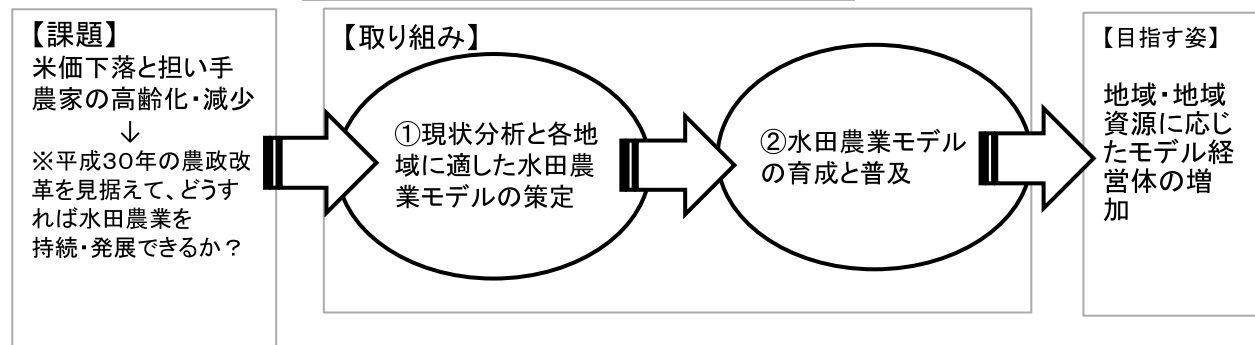 【課題】
米価下落と担い手
農家の高齢化・減少
↓
※平成３０年の農政改
革を見据えて、どうす
れば水田農業を
持続・発展できるか？
【取り組み】
①現状分析と各地
域に適した水田農
業モデルの策定
②水田農業モデル
の育成と普及
【目指す姿】
地域・地域
資源に応じ
たモデル経
営体の増
加